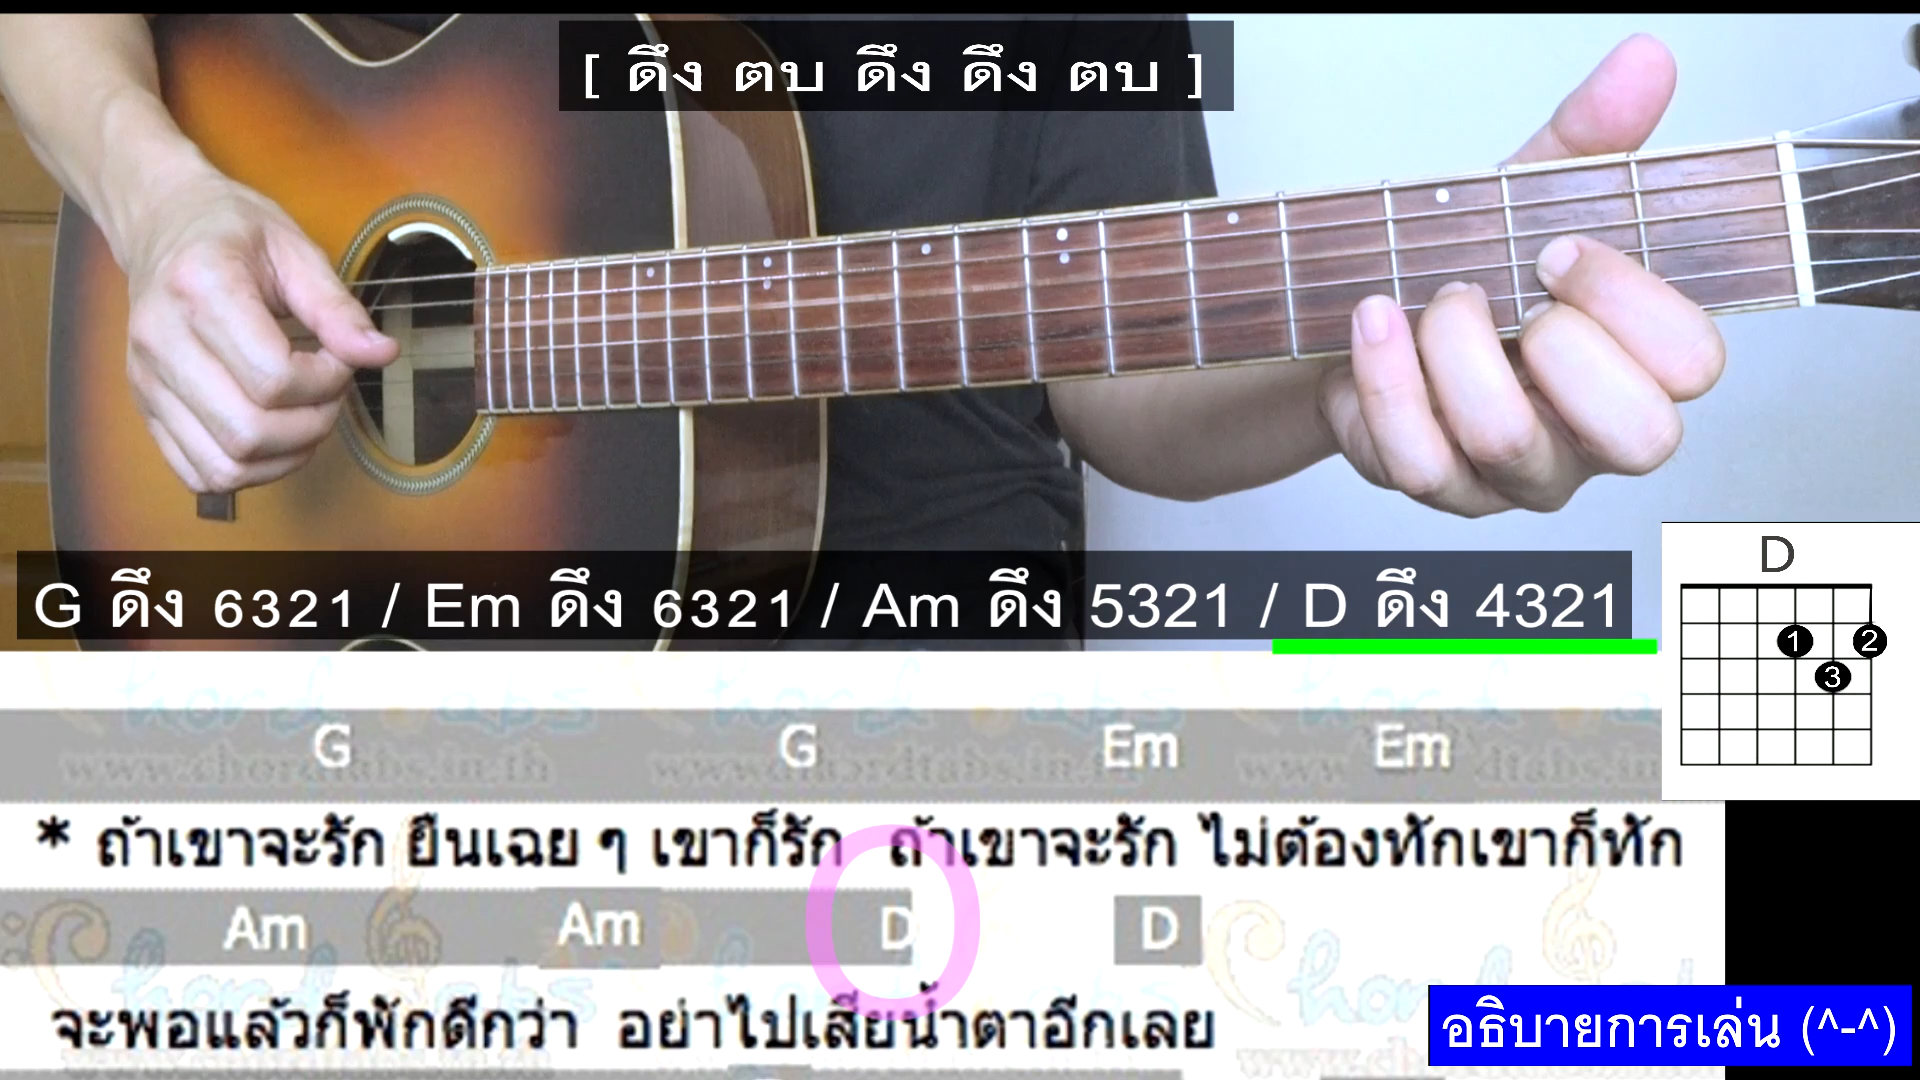 [ ดึง ตบ ดึง ดึง ตบ ]
G ดึง 6321 / Em ดึง 6321 / Am ดึง 5321 / D ดึง 4321
D
1 2
3
G G Em Em
www.chordtabs.in.th
* ถ้าเขาจะรัก ยืนเฉย ๆ เขาก็รัก ถ้าเขาจะรัก ไม่ต้องทักเขาก็ทัก
Am Am D D
จะพอแล้วก็พักดีกว่า อย่าไปเสียน้ำตาอีกเลย
อธิบายการเล่น (^-^)